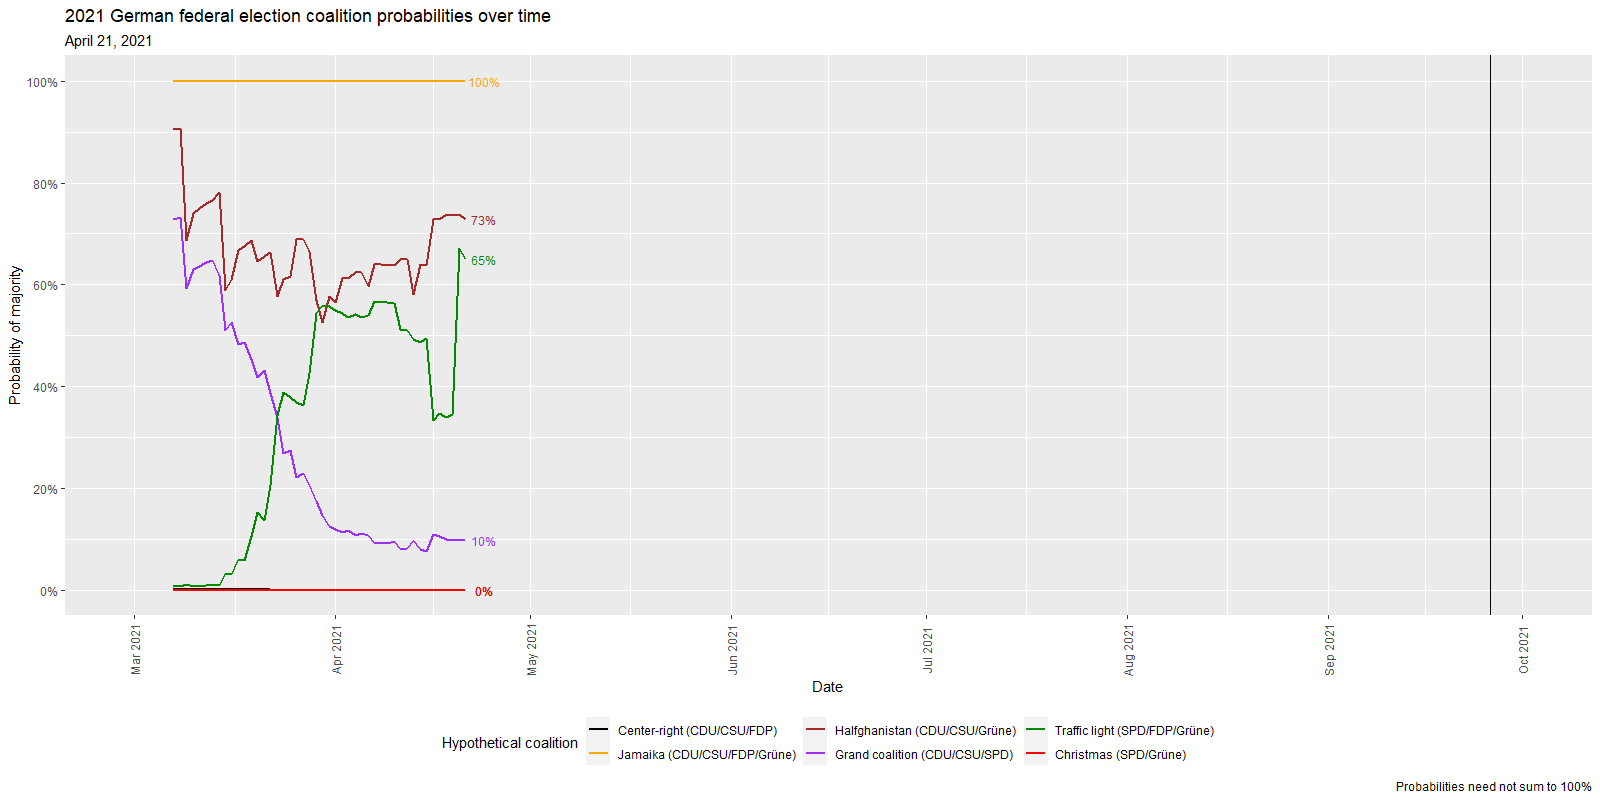 2021 German federal election coalition probabilities over time
April 21, 2021
Probability of majority
100%
80%
60%
40%
20%
0%
100%
73%
65%
10%
0%
Mar 2021
Apr 2021
May 2021
Jun 2021
Jul 2021
Aug 2021
Sep 2021
Oct 2021
Date
Hypothetical coalition
Center-right (CDU/CSU/FDP)
Jamaika (CDU/CSU/FDP/Grüne)
Halfghanistan (CDU/CSU/Grüne)
Grand coalition (CDU/CSU/SPD)
Traffic light (SPD/FDP/Grüne)
Christmas (SPD/Grüne)
Probabilities need not sum to 100%